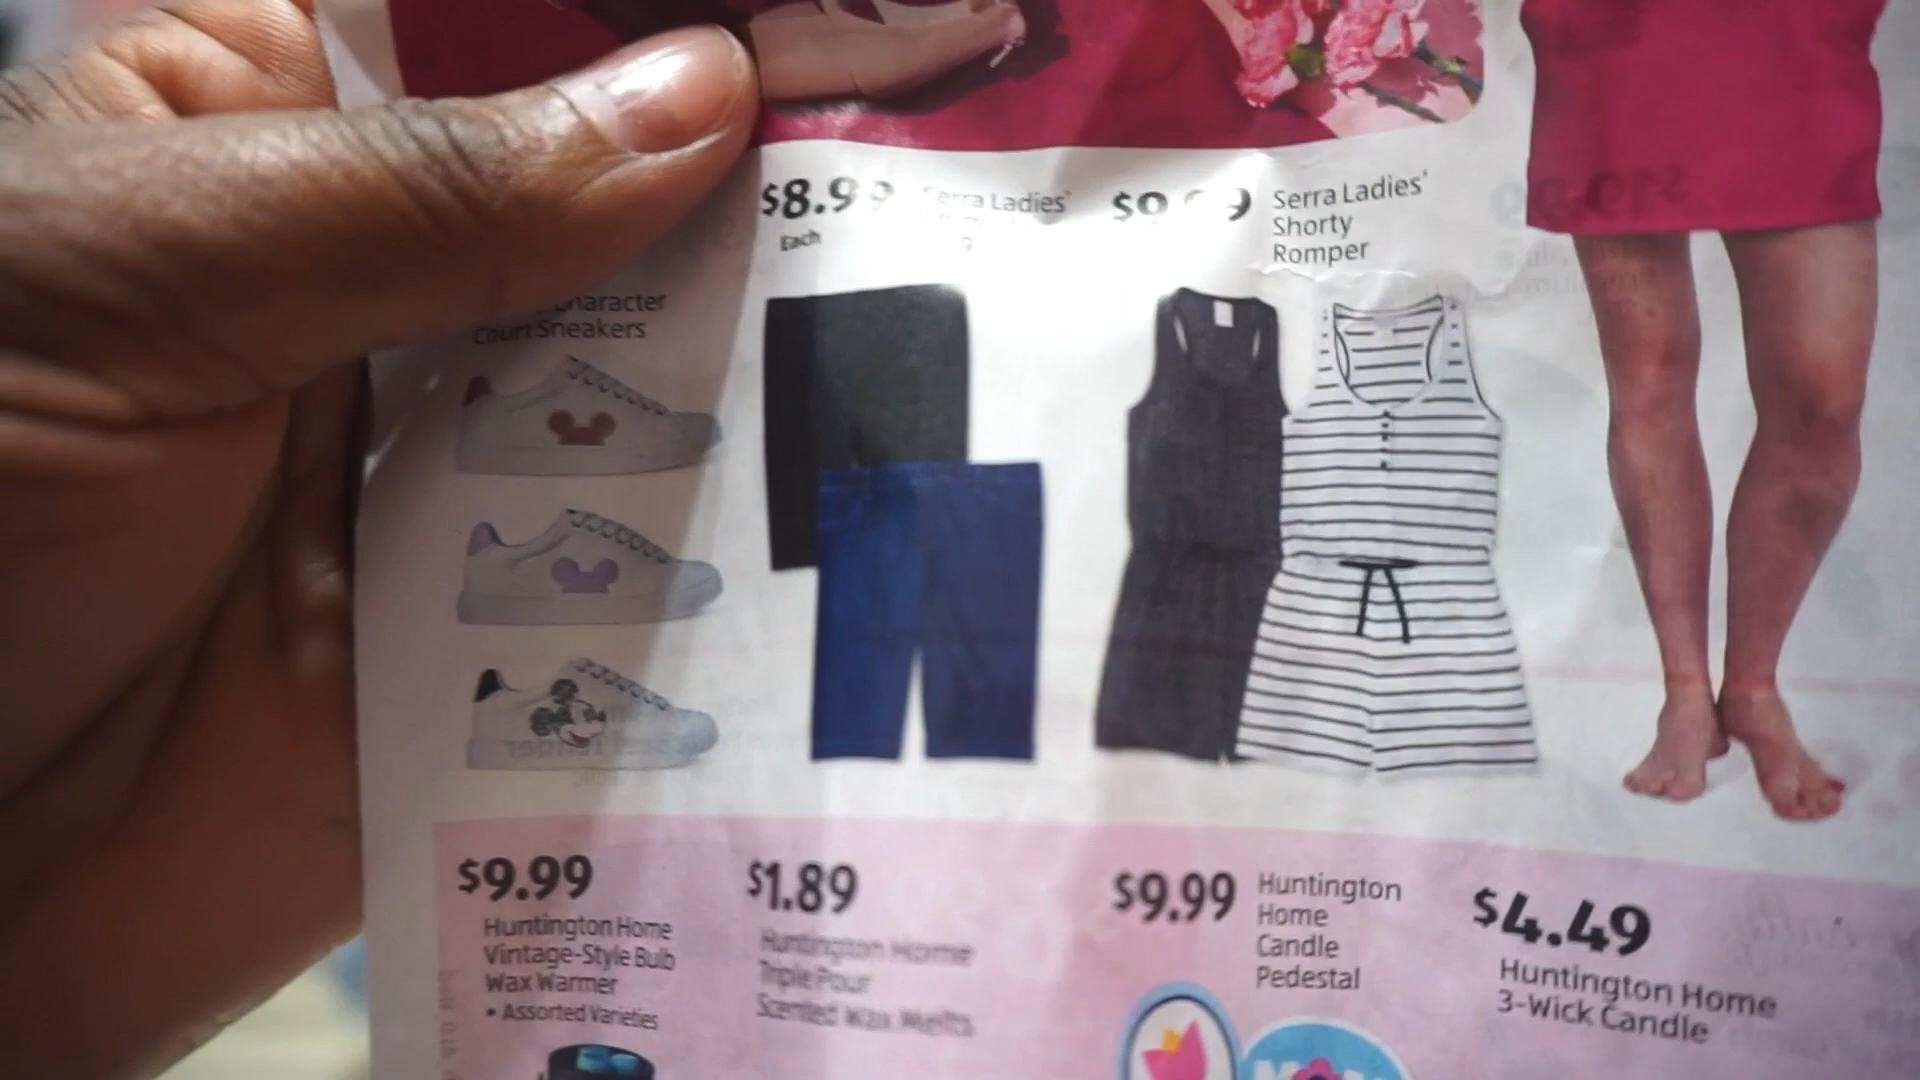 $8.99
Each
Serra Ladies'
Serra Ladies'
Shorty
Romper
Character
Court Sneakers
$9.99
Huntington Home
Vintage-Style Bulb
Wax Warmer
• Assorted Varieties
$1.89
Huntington Home
Triple Pour
Scented Wax Melts
$9.99
Huntington
Home
Candle
Pedestal
$4.49
Huntington Home
3-Wick Candle